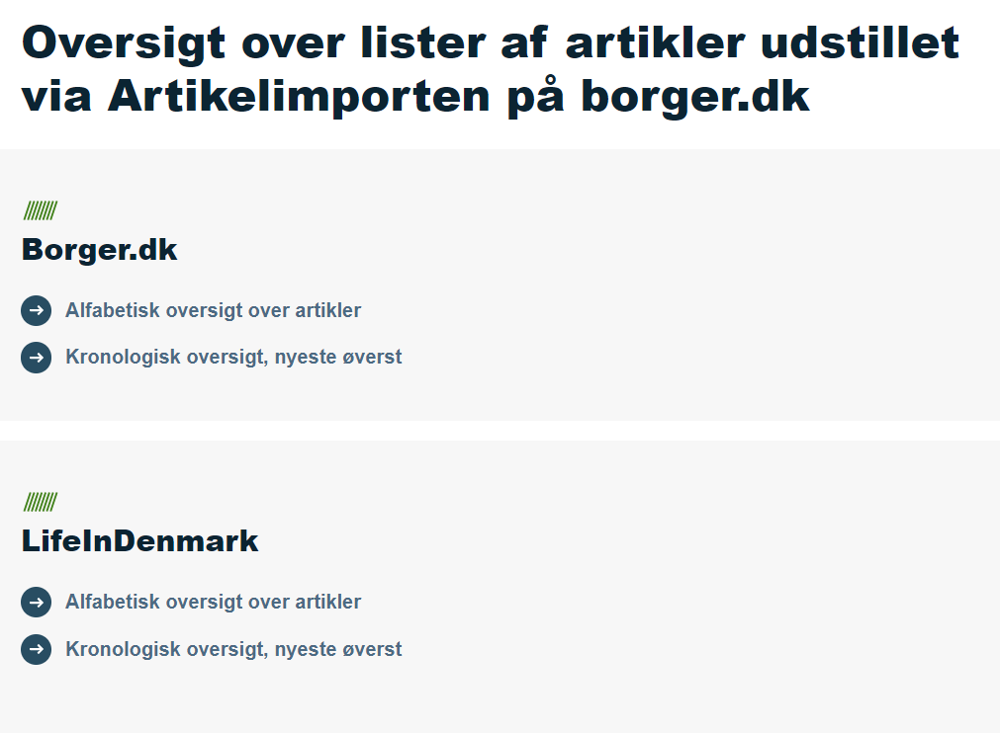 Oversigt over lister af artikler udstillet
via Artikelimporten på borger.dk
Borger.dk
Alfabetisk oversigt over artikler
Kronologisk oversigt, nyeste øverst
LifeInDenmark
Alfabetisk oversigt over artikler
Kronologisk oversigt, nyeste øverst